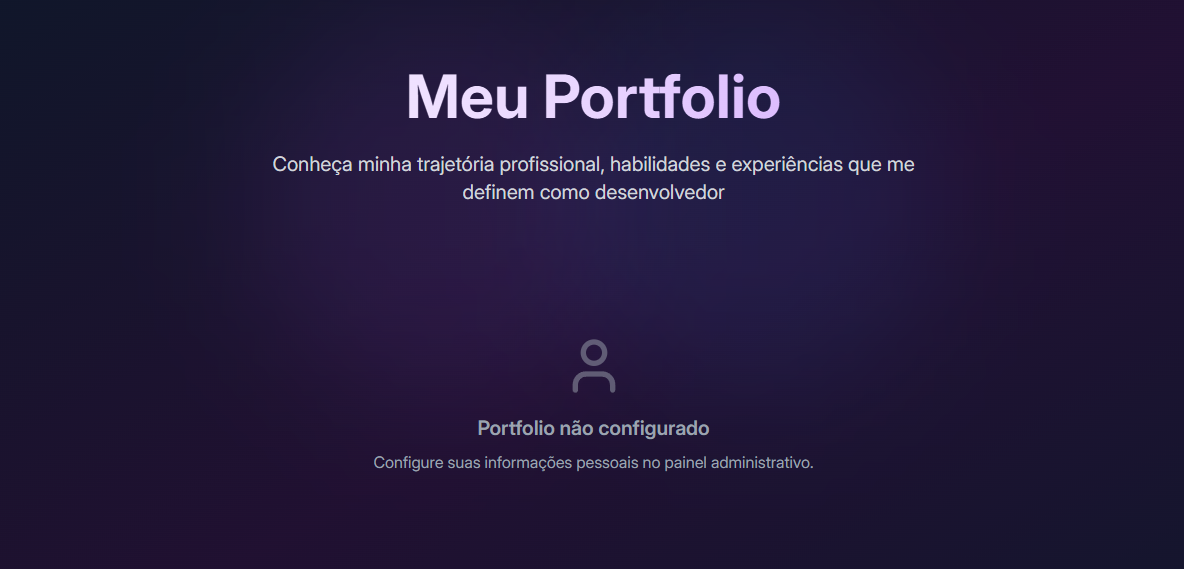 Meu Portfolio
Conheça minha trajetória profissional, habilidades e experiências que me
definem como desenvolvedor
Portfolio não configurado
Configure suas informações pessoais no painel administrativo.